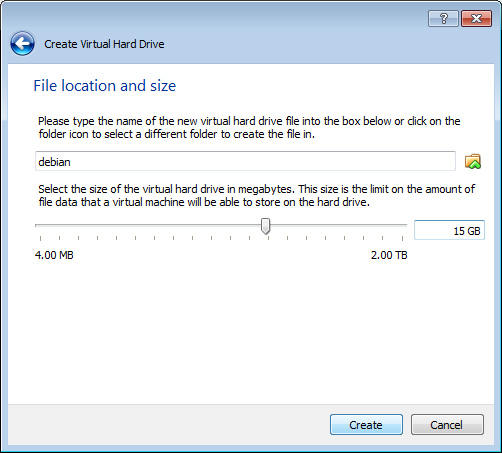 ?
Create Virtual Hard Drive
File location and size
Please type the name of the new virtual hard drive file into the box below or click on the
folder icon to select a different folder to create the file in.
debian
Select the size of the virtual hard drive in megabytes. This size is the limit on the amount of
file data that a virtual machine will be able to store on the hard drive.
15 GB
4.00 MB 2.00 TB
Create Cancel